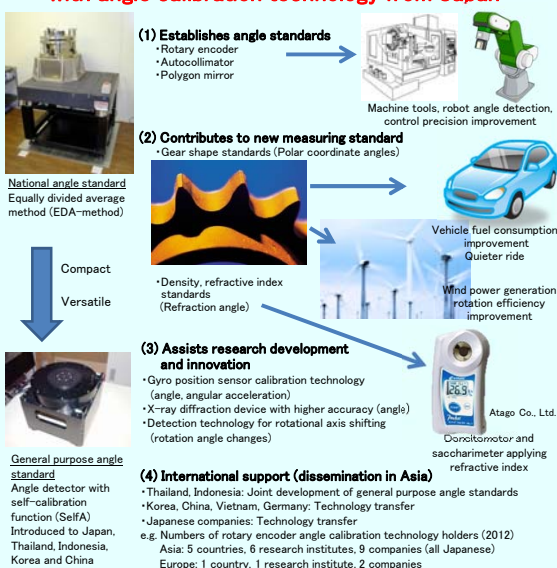 with angle calibration technology from Japan
(1) Establishes angle standards
・Rotary encoder
・Autocollimator
・Polygon mirror
Machine tools, robot angle detection,
control precision improvement
National angle standard
Equally divided average
method (EDA-method)
(2) Contributes to new measuring standard
・Gear shape standards (Polar coordinate angles)
Vehicle fuel consumption
improvement
Quieter ride
Compact
Versatile
・Density, refractive index
standards
(Refraction angle)
Wind power generation
rotation efficiency
improvement
(3) Assists research development
and innovation
・Gyro position sensor calibration technology
(angle, angular acceleration)
・X-ray diffraction device with higher accuracy (angle)
・Detection technology for rotational axis shifting
(rotation angle changes)
Atago Co., Ltd.
and
saccharimeter applying
refractive index
General purpose angle
standard
Angle detector with
self-calibration
function (SelfA)
Introduced to Japan,
Thailand, Indonesia,
Korea and China
(4) International support (dissemination in Asia)
・Thailand, Indonesia: Joint development of general purpose angle standards
・Korea, China, Vietnam, Germany: Technology transfer
・Japanese companies: Technology transfer
e.g. Numbers of rotary encoder angle calibration technology holders (2012)
Asia: 5 countries, 6 research institutes, 9 companies (all Japanese)
Europe: 1 country, 1 research institute, 2 companies